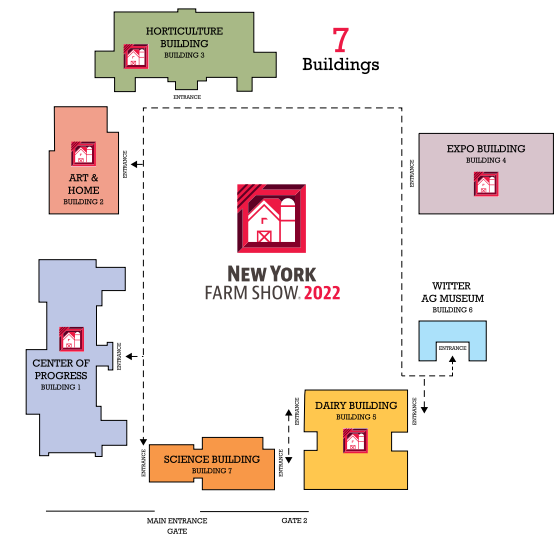 HORTICULTURE
BUILDING
BUILDING 3
ENTRANCE
7
Buildings
ART &
HOME
BUILDING 2
ENTRANCE
ENTRANCE
EXPO BUILDING
BUILDING 4
NEW YORK
FARM SHOW. 2022
WITTER
AG MUSEUM
BUILDING 6
ENTRANCE
CENTER OF
PROGRESS
BUILDING 1
ENTRANCE
ENTRANCE
DAIRY BUILDING
BUILDING 5
ENTRANCE
ENTRANCE
SCIENCE BUILDING
BUILDING 7
ENTRANCE
MAIN ENTRANCE
GATE
GATE 2